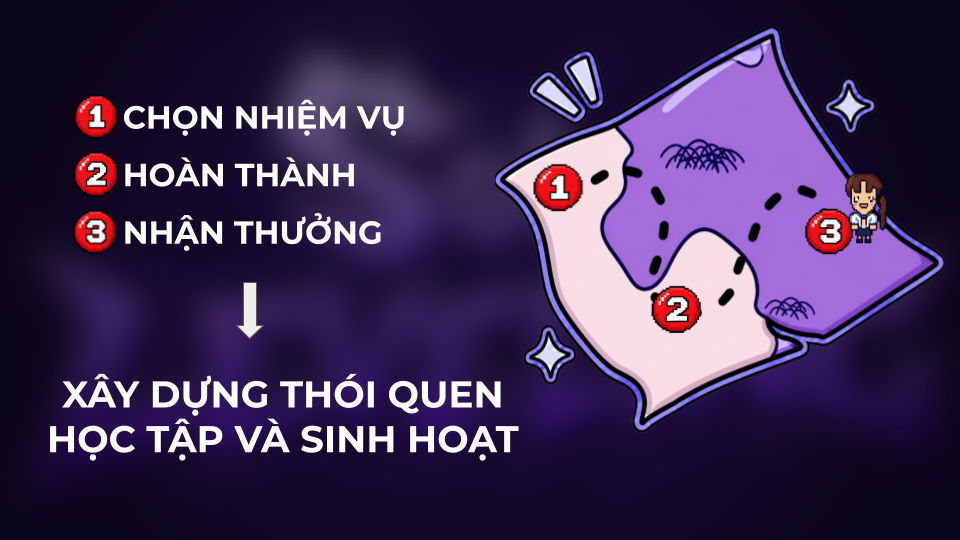 1 CHỌN NHIỆM VỤ
2 HOÀN THÀNH
3 NHẬN THƯỞNG
XÂY DỰNG THÓI QUEN
HỌC TẬP VÀ SINH HOẠT
1
2
3